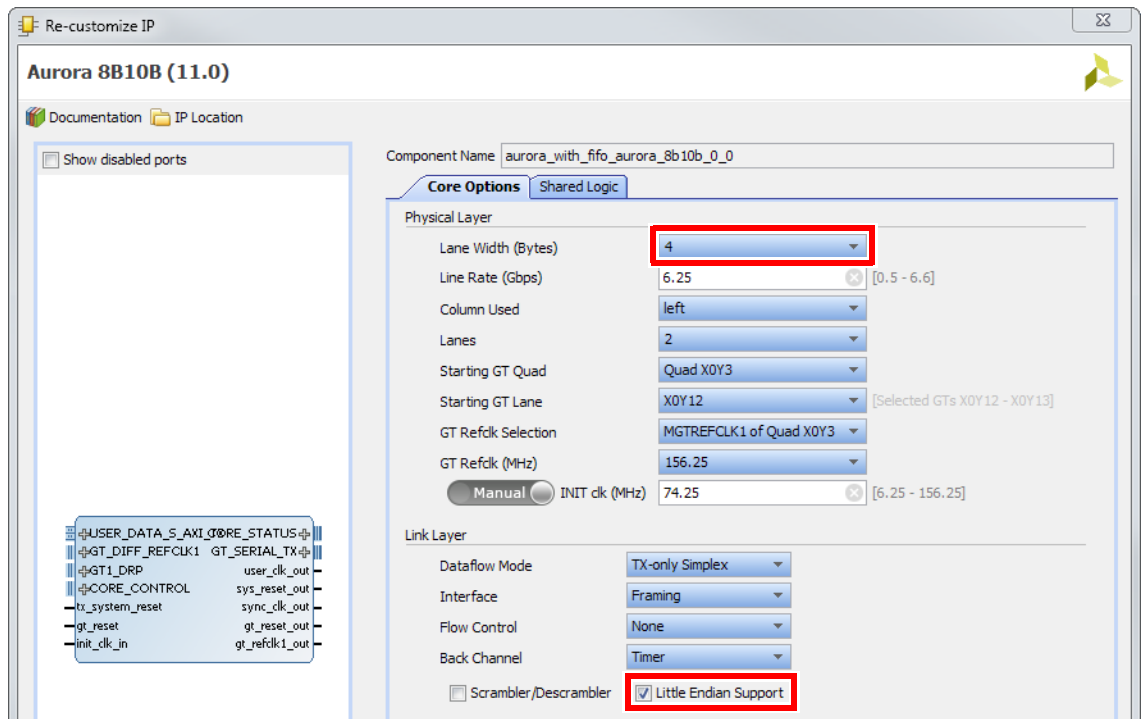 Re-customize IP
Aurora 8B10B (11.0)
Documentation IP Location
Show disabled ports
Component Name aurora_with_fifo_aurora_8b10b_0_0
Core Options Shared Logic
Physical Layer
Lane Width (Bytes) 4
Line Rate (Gbps) 6.25 [0.5 - 6.6]
Column Used left
Lanes 2
Starting GT Quad Quad X0Y3
Starting GT Lane X0Y12 [Selected GTs X0Y12 - X0Y13]
GT Refclk Selection MGTREFCLK1 of Quad X0Y3
GT Refclk (MHz) 156.25
Manual INIT clk (MHz) 74.25 [6.25 - 156.25]
USER_DATA_S_AXI_ CORE_STATUS
GT_DIFF_REFCLK1 GT_SERIAL_TX
GT1_DRP user_clk_out
CORE_CONTROL sys_reset_out
tx_system_reset sync_clk_out
gt_reset gt_reset_out
init_clk_in gt_refclk1_out
Link Layer
Dataflow Mode TX-only Simplex
Interface Framing
Flow Control None
Back Channel Timer
Scrambler/Descrambler Little Endian Support